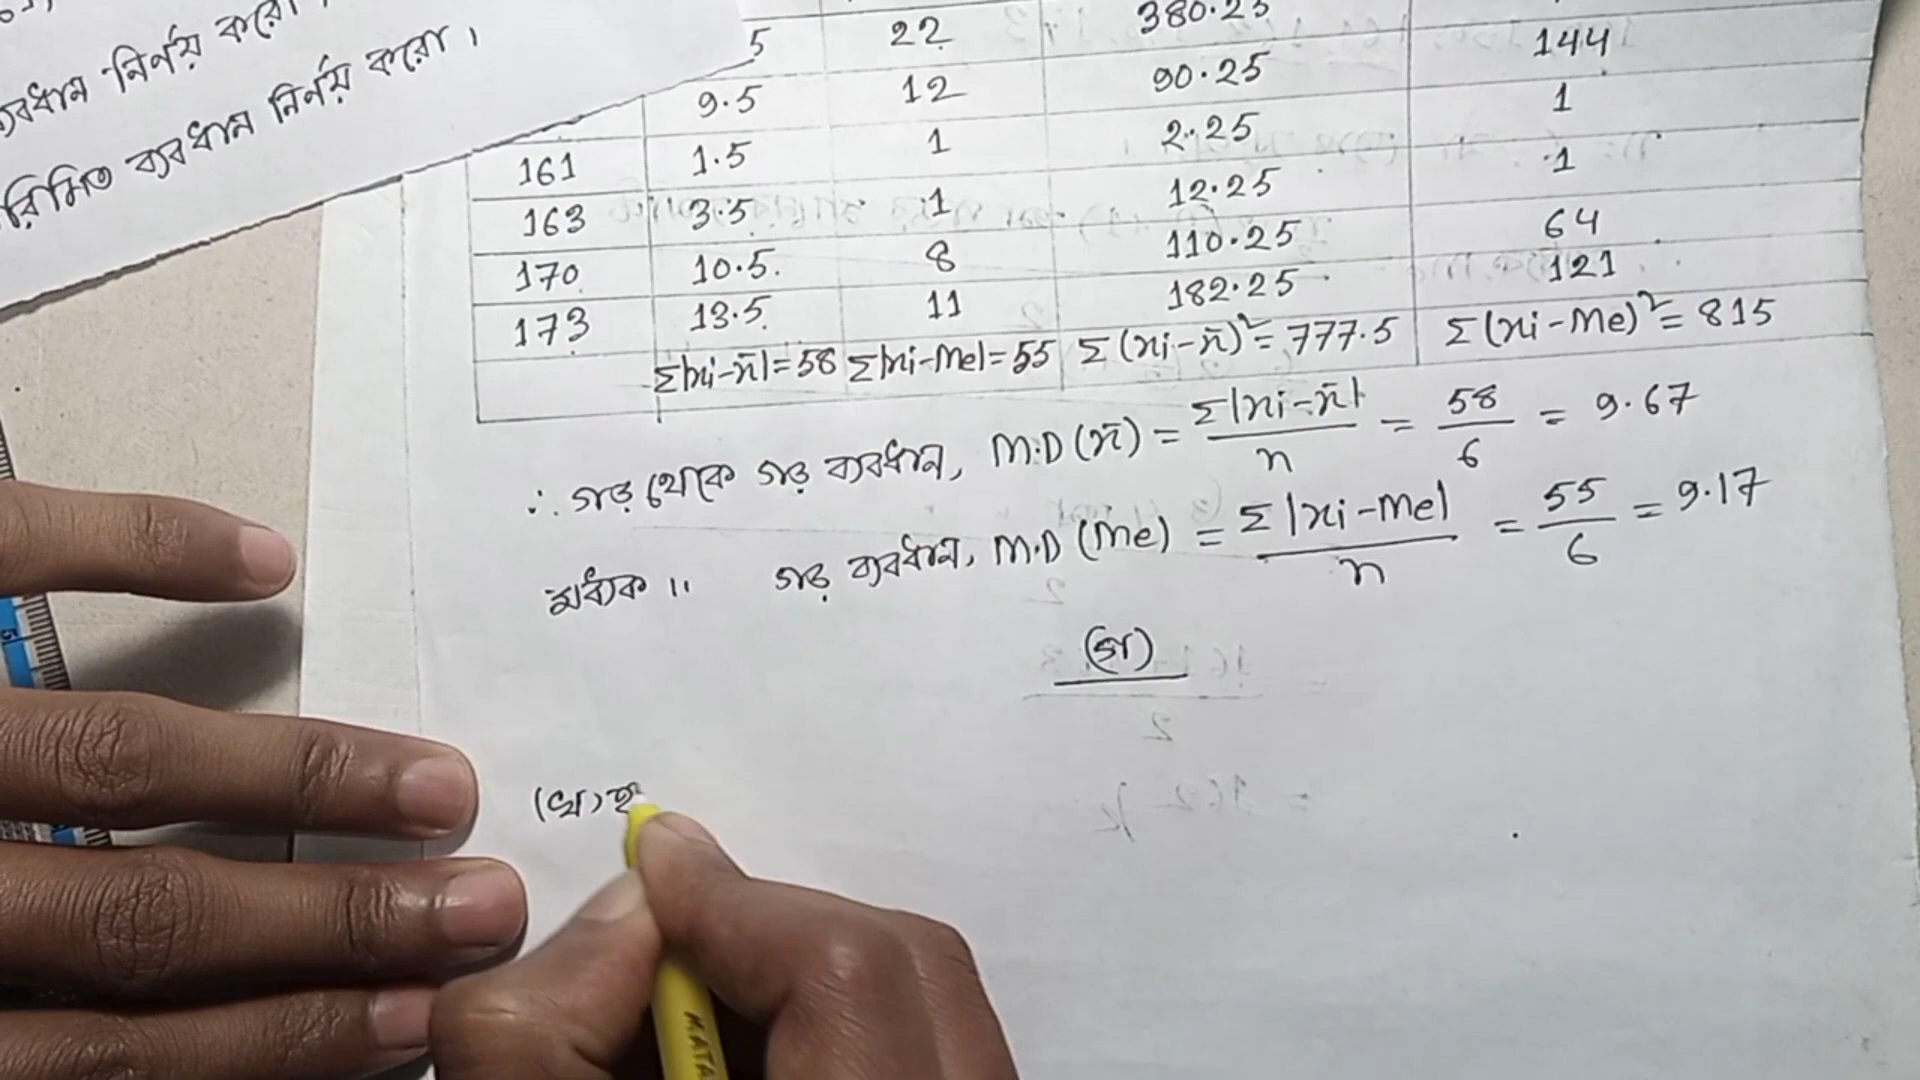 ব্যবধান নির্ণয় করো।
পরিমিত ব্যবধান নির্ণয় করো।
5 22 380.25 144
9.5 12 90.25 1
161 1.5 1 2.25 1
163 3.5 1 12.25 64
170 10.5 8 110.25 121
173 13.5 11 182.25
Σ|xi-x̄|=58 Σ|xi-Me|=55 Σ(xi-x̄)²=777.5 Σ(xi-Me)²=815
∴ গড় থেকে গড় ব্যবধান, M.D(x̄) = Σ|xi-x̄|/n = 58/6 = 9.67
মধ্যক " গড় ব্যবধান, M.D(Me) = Σ|xi-Me|/n = 55/6 = 9.17
(গ)
(খ) হ
MATA